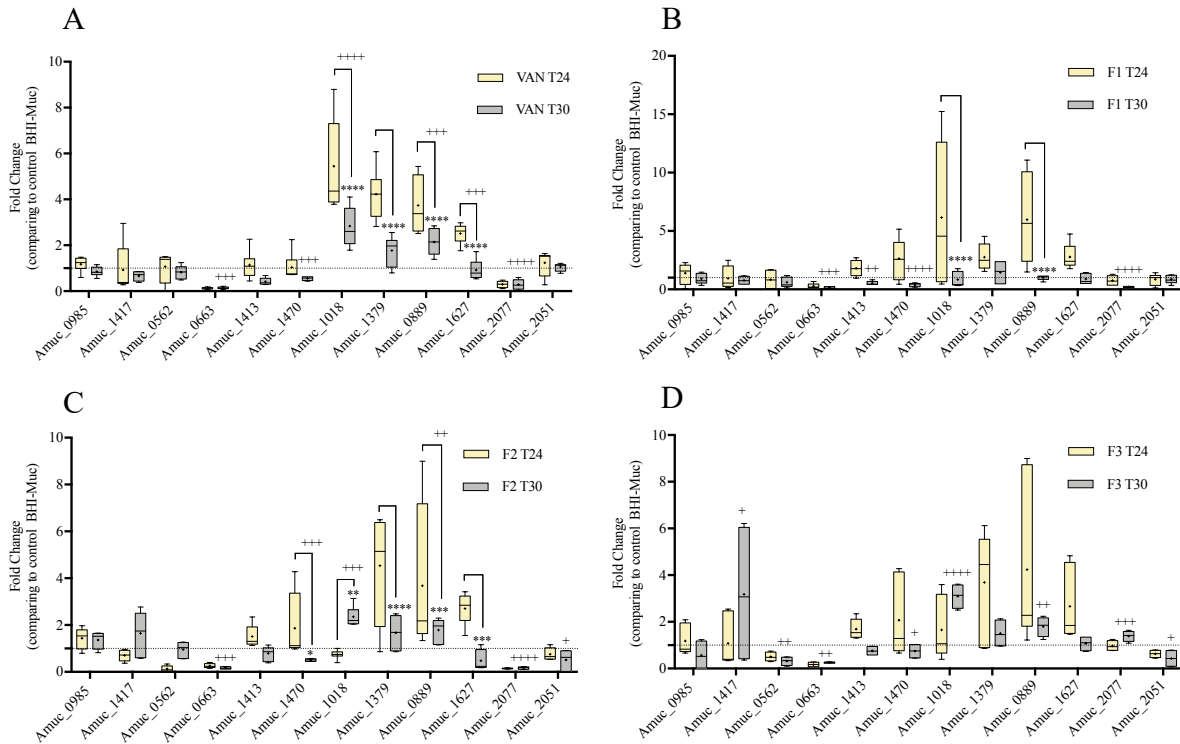 A
Fold Change
(comparing to control BHI-Muc)
10
8
6
4
2
1
0
VAN T24
VAN T30
++++
+++
+++
****
****
****
****
+++
+++
++++
Amuc_0985
Amuc_1417
Amuc_0562
Amuc_0663
Amuc_1413
Amuc_1470
Amuc_1018
Amuc_1379
Amuc_0889
Amuc_1627
Amuc_2077
Amuc_2051
B
Fold Change
(comparing to control BHI-Muc)
20
15
10
5
1
0
F1 T24
F1 T30
+++
++
++++
****
****
++++
Amuc_0985
Amuc_1417
Amuc_0562
Amuc_0663
Amuc_1413
Amuc_1470
Amuc_1018
Amuc_1379
Amuc_0889
Amuc_1627
Amuc_2077
Amuc_2051
C
Fold Change
(comparing to control BHI-Muc)
10
8
6
4
2
1
0
F2 T24
F2 T30
++
+++
+++
**
****
***
***
+++
*
++++
+
Amuc_0985
Amuc_1417
Amuc_0562
Amuc_0663
Amuc_1413
Amuc_1470
Amuc_1018
Amuc_1379
Amuc_0889
Amuc_1627
Amuc_2077
Amuc_2051
D
Fold Change
(comparing to control BHI-Muc)
10
8
6
4
2
1
0
F3 T24
F3 T30
+
++
++
+
++++
++
+++
+
Amuc_0985
Amuc_1417
Amuc_0562
Amuc_0663
Amuc_1413
Amuc_1470
Amuc_1018
Amuc_1379
Amuc_0889
Amuc_1627
Amuc_2077
Amuc_2051